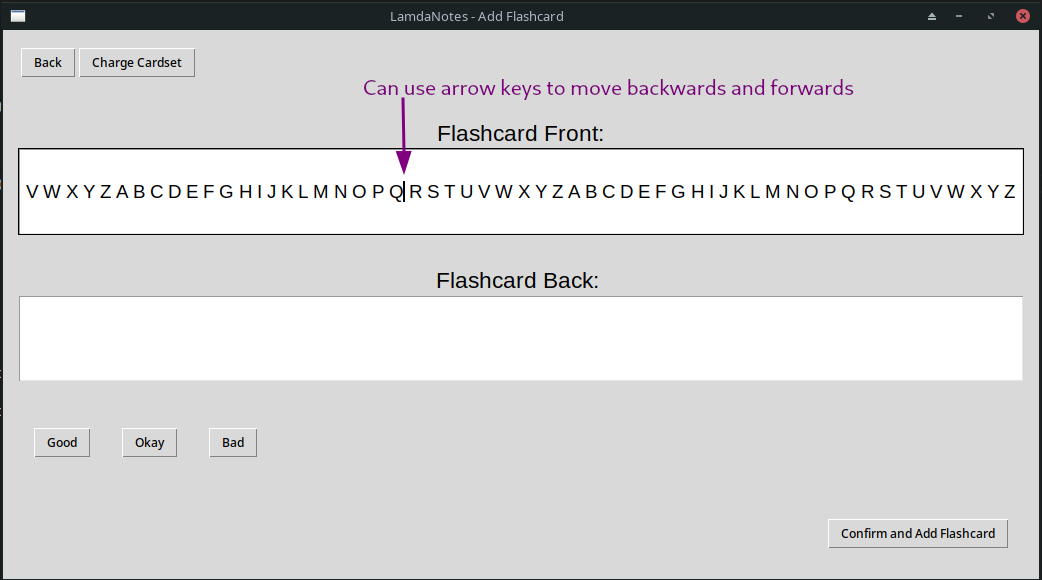 LamdaNotes - Add Flashcard
Back Charge Cardset
Can use arrow keys to move backwards and forwards
Flashcard Front:
V W X Y Z A B C D E F G H I J K L M N O P Q R S T U V W X Y Z A B C D E F G H I J K L M N O P Q R S T U V W X Y Z
Flashcard Back:
Good Okay Bad
Confirm and Add Flashcard